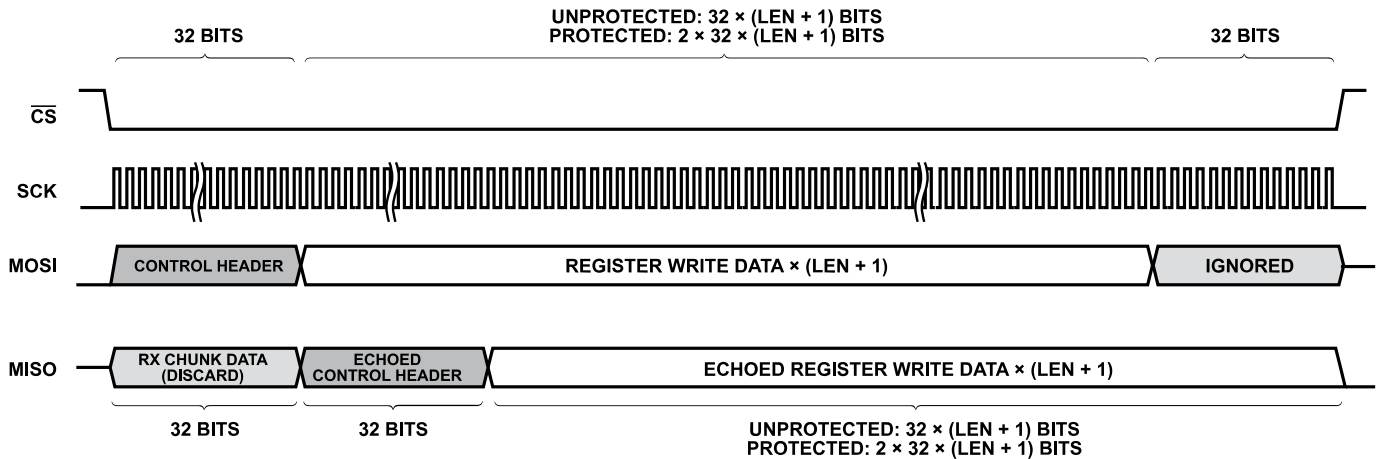 UNPROTECTED: 32 × (LEN + 1) BITS
32 BITS
PROTECTED: 2 × 32 × (LEN + 1) BITS
32 BITS
CS
SCK
MOSI
CONTROL HEADER
REGISTER WRITE DATA × (LEN + 1)
IGNORED
MISO
RX CHUNK DATA
(DISCARD)
ECHOED
CONTROL HEADER
ECHOED REGISTER WRITE DATA × (LEN + 1)
32 BITS
32 BITS
UNPROTECTED: 32 × (LEN + 1) BITS
PROTECTED: 2 × 32 × (LEN + 1) BITS